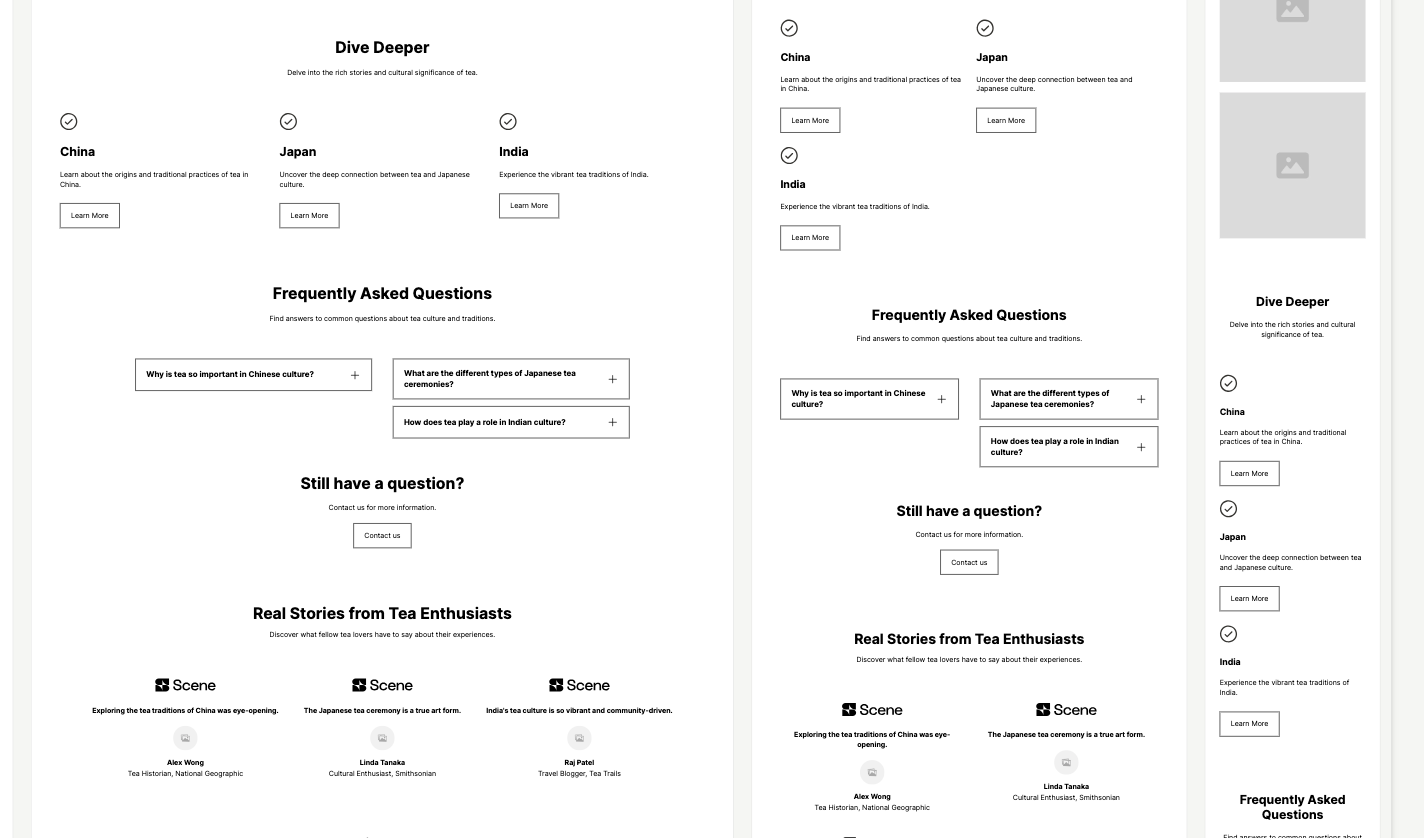 Dive Deeper
Delve into the rich stories and cultural significance of tea.
China
Learn about the origins and traditional practices of tea in
China.
Learn More
Japan
Uncover the deep connection between tea and Japanese
culture.
Learn More
India
Experience the vibrant tea traditions of India.
Learn More
Frequently Asked Questions
Find answers to common questions about tea culture and traditions.
Why is tea so important in Chinese culture?
What are the different types of Japanese tea
ceremonies?
How does tea play a role in Indian culture?
Still have a question?
Contact us for more information.
Contact us
Real Stories from Tea Enthusiasts
Discover what fellow tea lovers have to say about their experiences.
Scene
Exploring the tea traditions of China was eye-opening.
Alex Wong
Tea Historian, National Geographic
Scene
The Japanese tea ceremony is a true art form.
Linda Tanaka
Cultural Enthusiast, Smithsonian
Scene
India's tea culture is so vibrant and community-driven.
Raj Patel
Travel Blogger, Tea Trails
China
Learn about the origins and traditional practices of tea
in China.
Learn More
Japan
Uncover the deep connection between tea and
Japanese culture.
Learn More
India
Experience the vibrant tea traditions of India.
Learn More
Frequently Asked Questions
Find answers to common questions about tea culture and traditions.
Why is tea so important in Chinese
culture?
What are the different types of
Japanese tea ceremonies?
How does tea play a role in Indian
culture?
Still have a question?
Contact us for more information.
Contact us
Real Stories from Tea Enthusiasts
Discover what fellow tea lovers have to say about their experiences.
Scene
Exploring the tea traditions of China was eye-
opening.
Alex Wong
Tea Historian, National Geographic
Scene
The Japanese tea ceremony is a true art form.
Linda Tanaka
Cultural Enthusiast, Smithsonian
Dive Deeper
Delve into the rich stories and cultural
significance of tea.
China
Learn about the origins and traditional
practices of tea in China.
Learn More
Japan
Uncover the deep connection between tea
and Japanese culture.
Learn More
India
Experience the vibrant tea traditions of
India.
Learn More
Frequently Asked
Questions
Find answers to common questions about